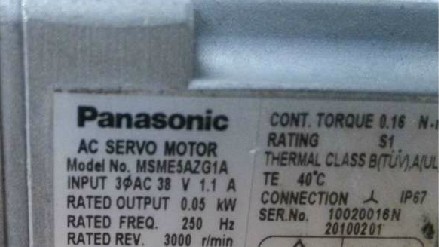 Panasonic
AC SERVO MOTOR
Model No. MSME5AZG1A
INPUT 3ϕAC 38 V 1.1 A
RATED OUTPUT 0.05 kW
RATED FREQ. 250 Hz
RATED REV. 3000 r/min
CONT. TORQUE 0.16 N·
RATING S1
THERMAL CLASS B(TÜV),A(UL
TE 40℃
CONNECTION ⅄ IP67
SER.No. 10020016N
20100201